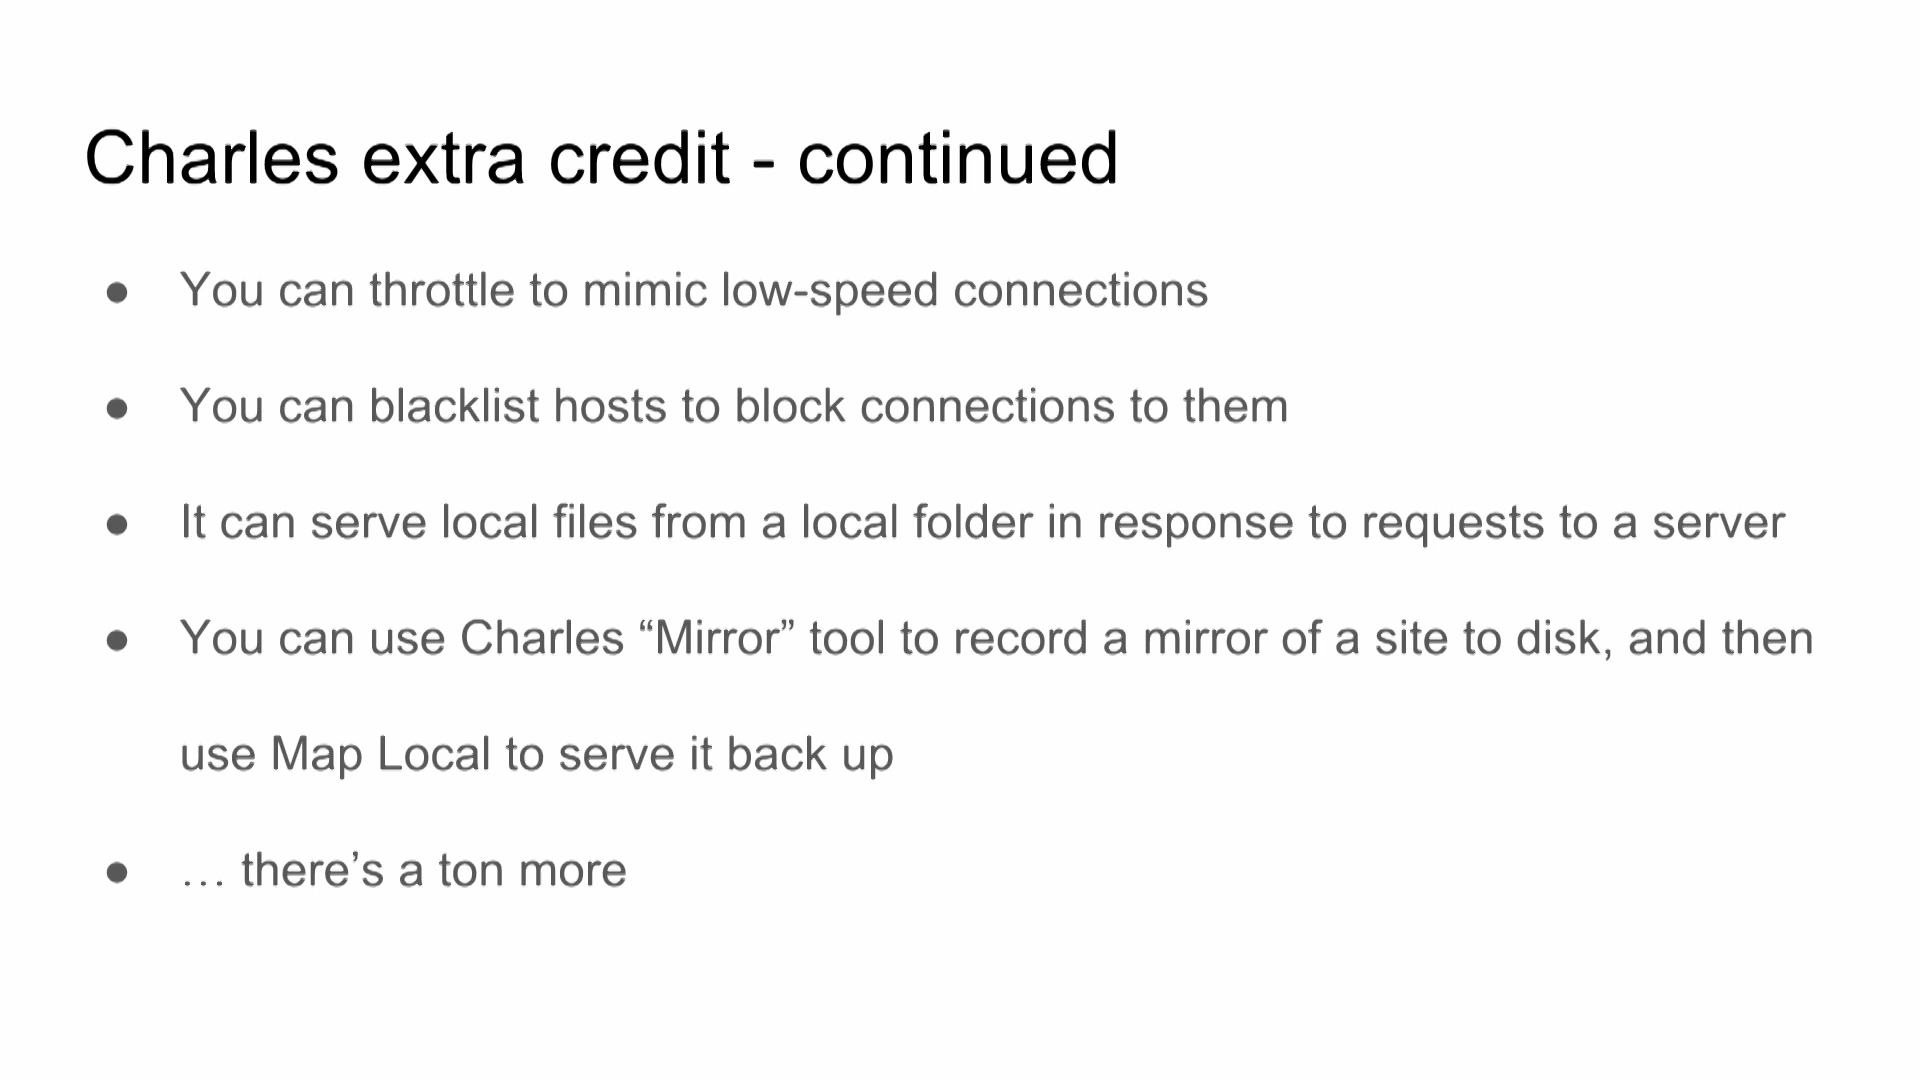 Charles extra credit - continued
● You can throttle to mimic low-speed connections
● You can blacklist hosts to block connections to them
● It can serve local files from a local folder in response to requests to a server
● You can use Charles “Mirror” tool to record a mirror of a site to disk, and then
use Map Local to serve it back up
● … there’s a ton more